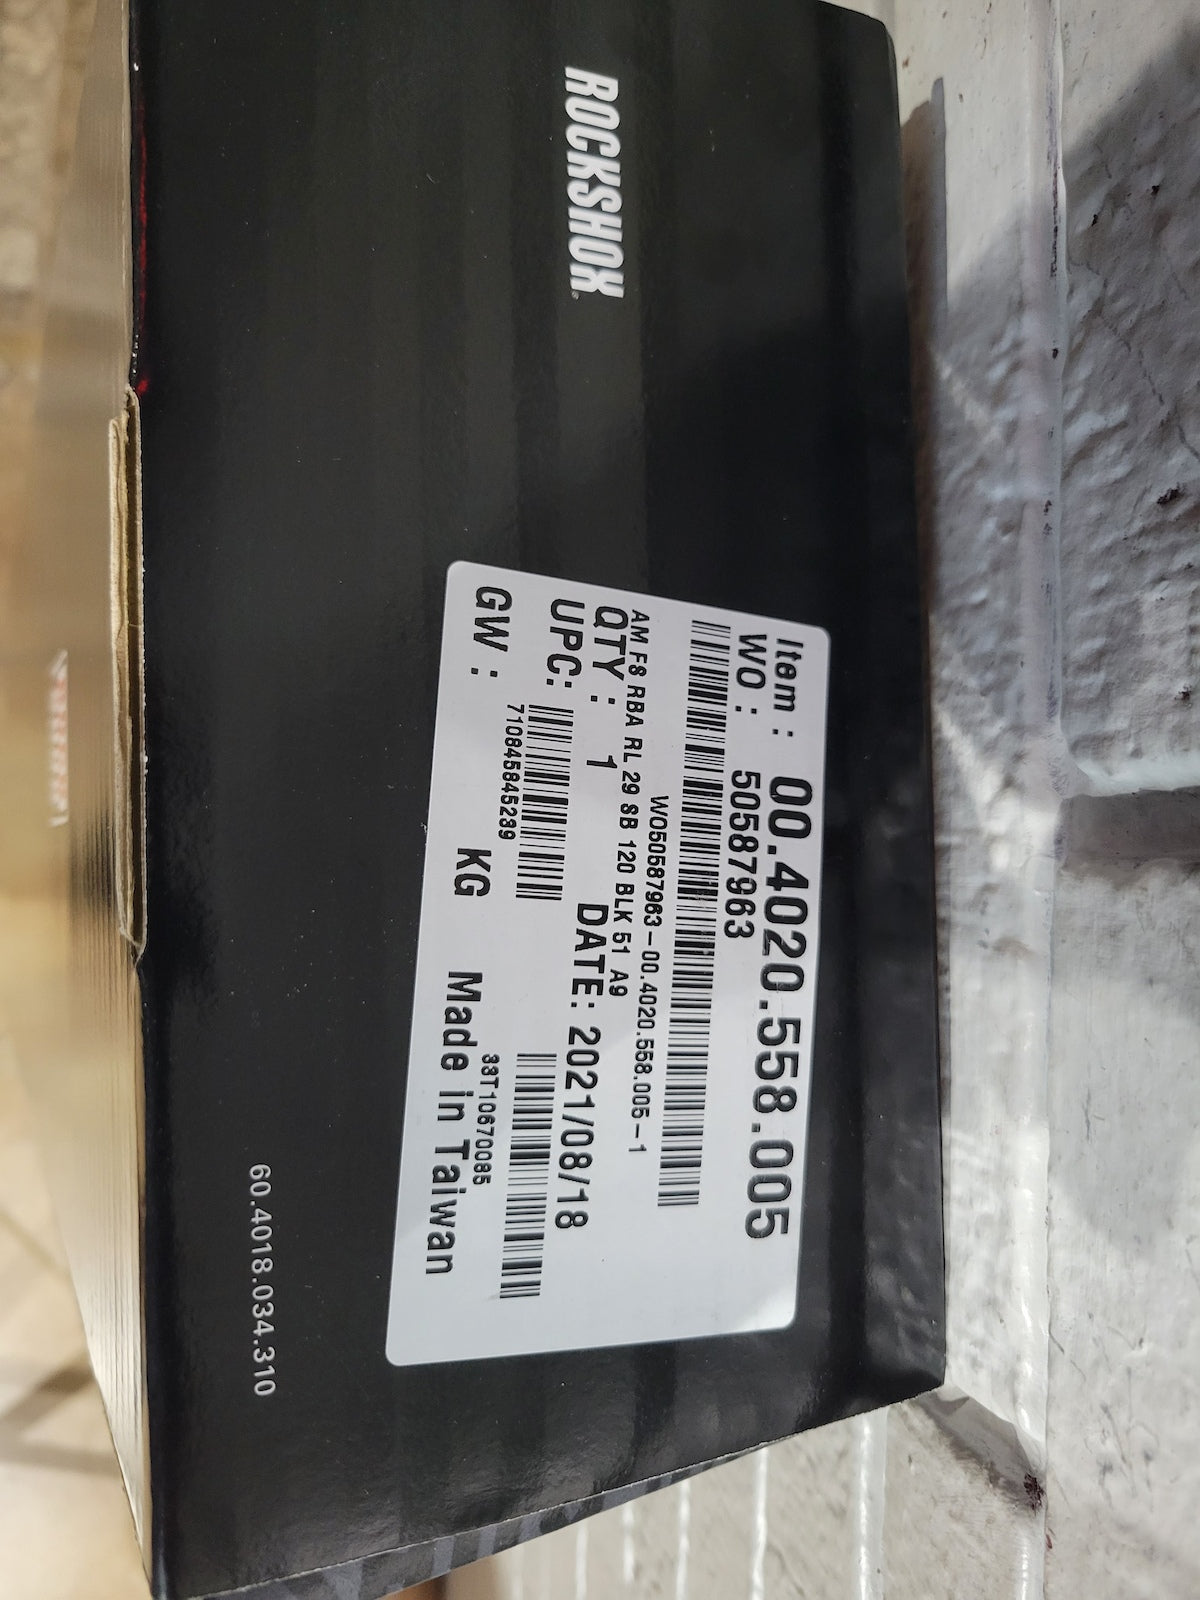 ROCKSHOX
Item : 00.4020.558.005
WO : 50587963
WO50587963-00.4020.558.005-1
AM FS RBA RL 29 SB 120 BLK 51 A9
QTY : 1 DATE: 2021/08/18
UPC:
710845845239 33T10670085
GW : KG Made in Taiwan
60.4018.034.310